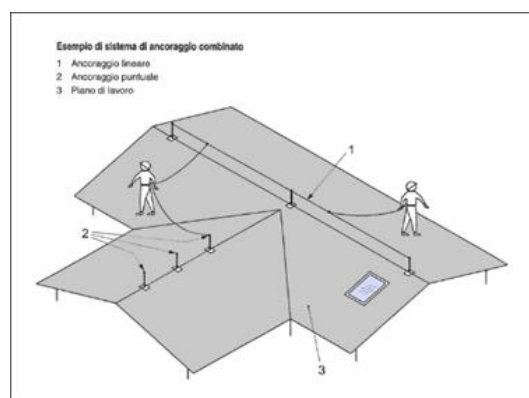 Esempio di sistema di ancoraggio combinato
1 Ancoraggio lineare
2 Ancoraggio puntuale
3 Piano di lavoro
1
2
3